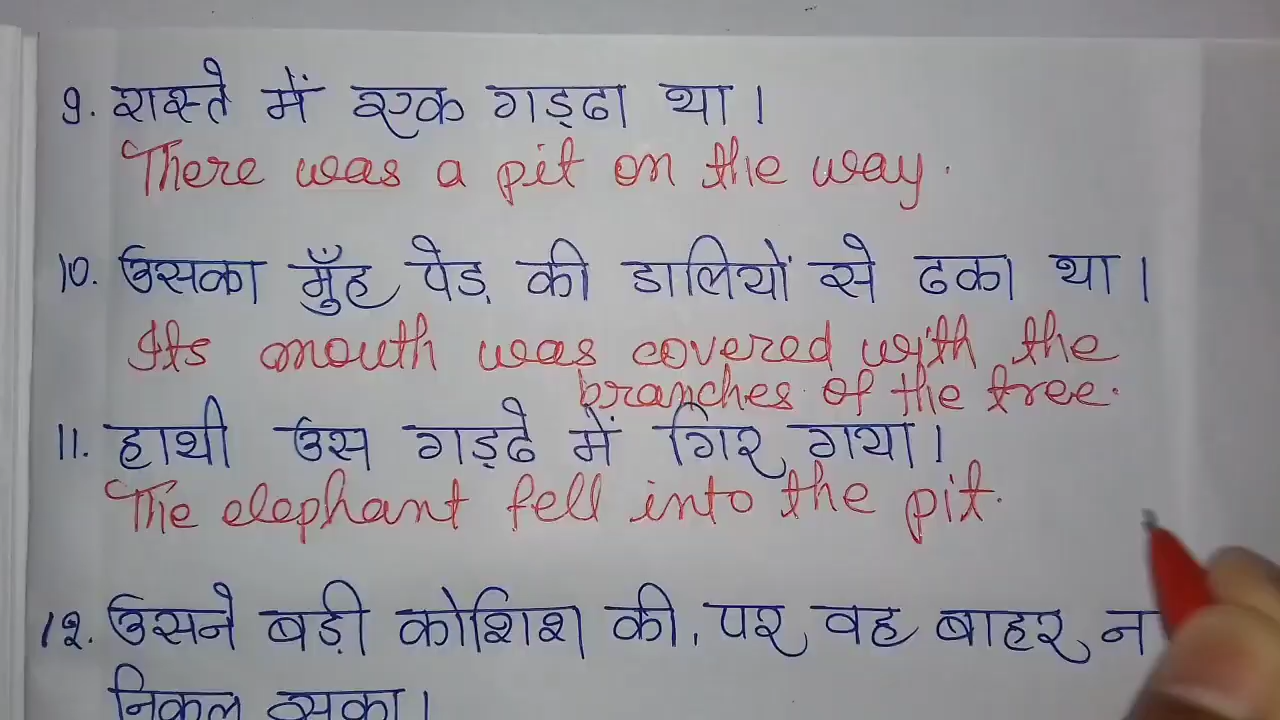 9. रास्ते में एक गड्ढा था।
There was a pit on the way.
10. उसका मुँह पेड़ की डालियों से ढका था।
Its mouth was covered with the
branches of the tree.
11. हाथी उस गड्ढे में गिर गया।
The elephant fell into the pit.
12. उसने बड़ी कोशिश की, पर वह बाहर न
निकल सका।